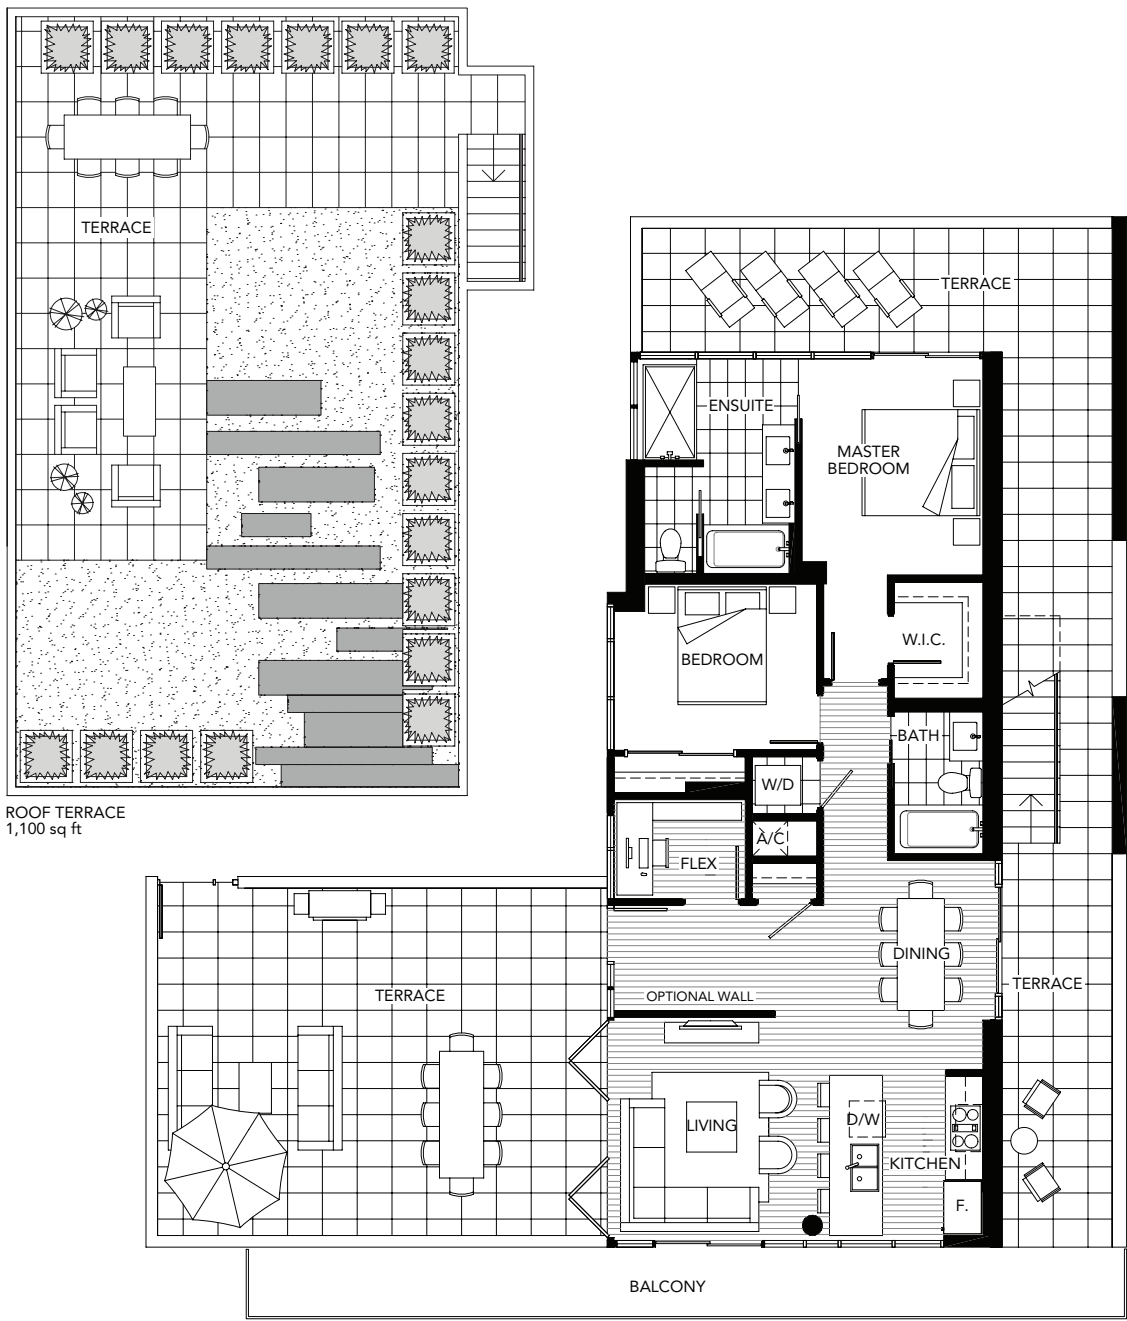 TERRACE
ROOF TERRACE
1,100 sq ft
TERRACE
ENSUITE
MASTER
BEDROOM
W.I.C.
BEDROOM
BATH
W/D
A/C
FLEX
DINING
TERRACE
TERRACE
OPTIONAL WALL
LIVING
D/W
KITCHEN
F.
BALCONY